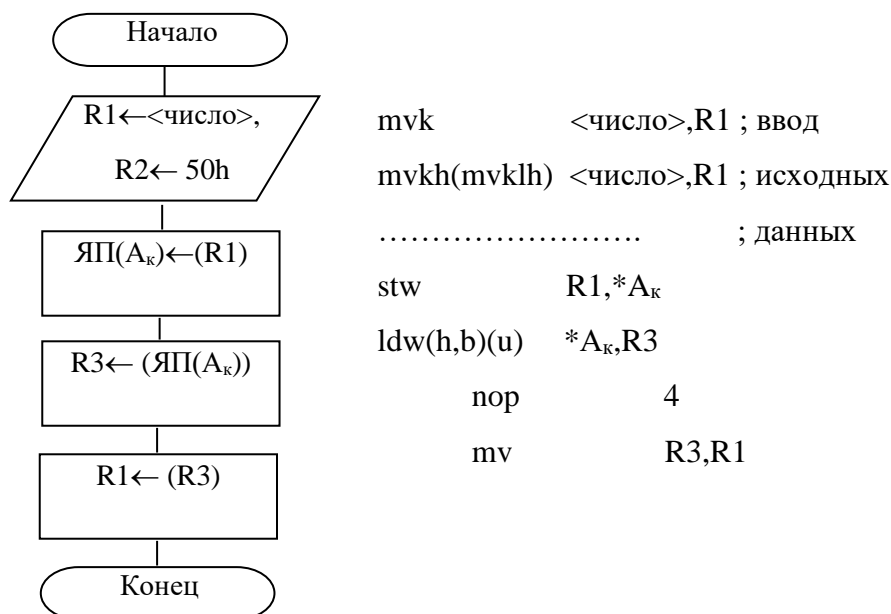 Начало
R1←<число>,
R2← 50h
ЯП(Aк)←(R1)
R3← (ЯП(Aк))
R1← (R3)
Конец
mvk <число>,R1 ; ввод
mvkh(mvklh) <число>,R1 ; исходных
……………………. ; данных
stw R1,*Aк
ldw(h,b)(u) *Aк,R3
nop 4
mv R3,R1